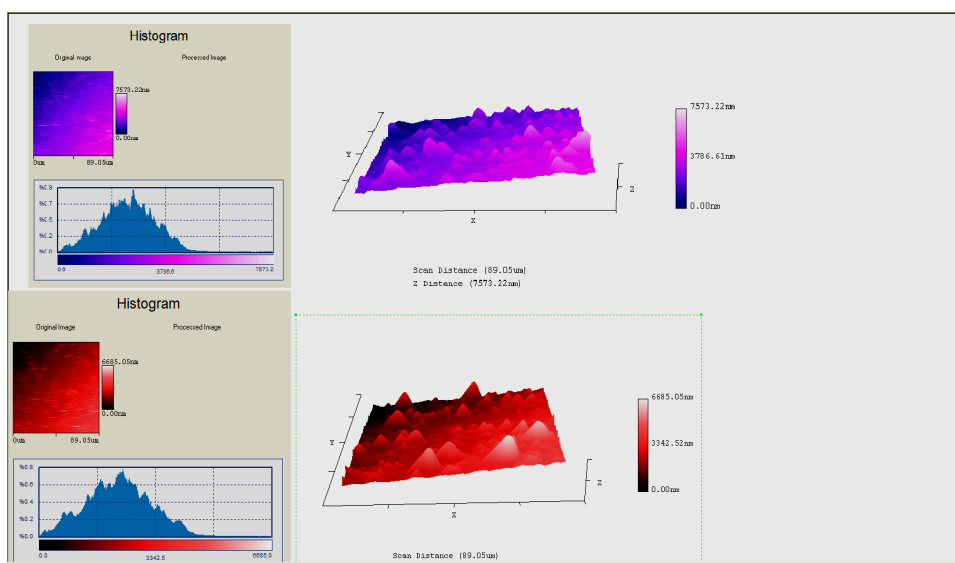 Histogram
Original Image Processed Image
7573.22nm
0.00nm
0um 89.05um
%0.9
%0.7
%0.5
%0.2
%0.0
0.0 3786.6 7573.2
7573.22nm
3786.61nm
0.00nm
Y
Z
X
Scan Distance (89.05um)
Z Distance (7573.22nm)
Histogram
Original Image Processed Image
6685.05nm
0.00nm
0um 89.05um
%0.8
%0.6
%0.4
%0.2
%0.0
0.0 3342.5 6685.0
6685.05nm
3342.52nm
0.00nm
Y
Z
X
Scan Distance (89.05um)